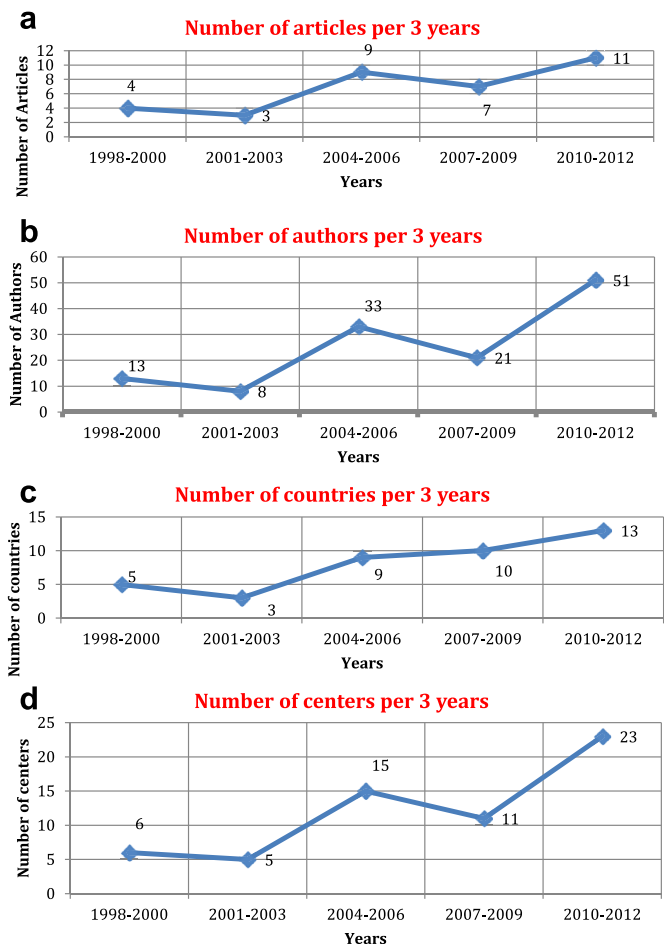 a
Number of articles per 3 years
Number of Articles
12
10
8
6
4
2
0
4
3
9
7
11
1998-2000 2001-2003 2004-2006 2007-2009 2010-2012
Years
b
Number of authors per 3 years
Number of Authors
60
50
40
30
20
10
0
13
8
33
21
51
1998-2000 2001-2003 2004-2006 2007-2009 2010-2012
Years
c
Number of countries per 3 years
Number of countries
15
10
5
0
5
3
9
10
13
1998-2000 2001-2003 2004-2006 2007-2009 2010-2012
Years
d
Number of centers per 3 years
Number of centers
25
20
15
10
5
0
6
5
15
11
23
1998-2000 2001-2003 2004-2006 2007-2009 2010-2012
Years